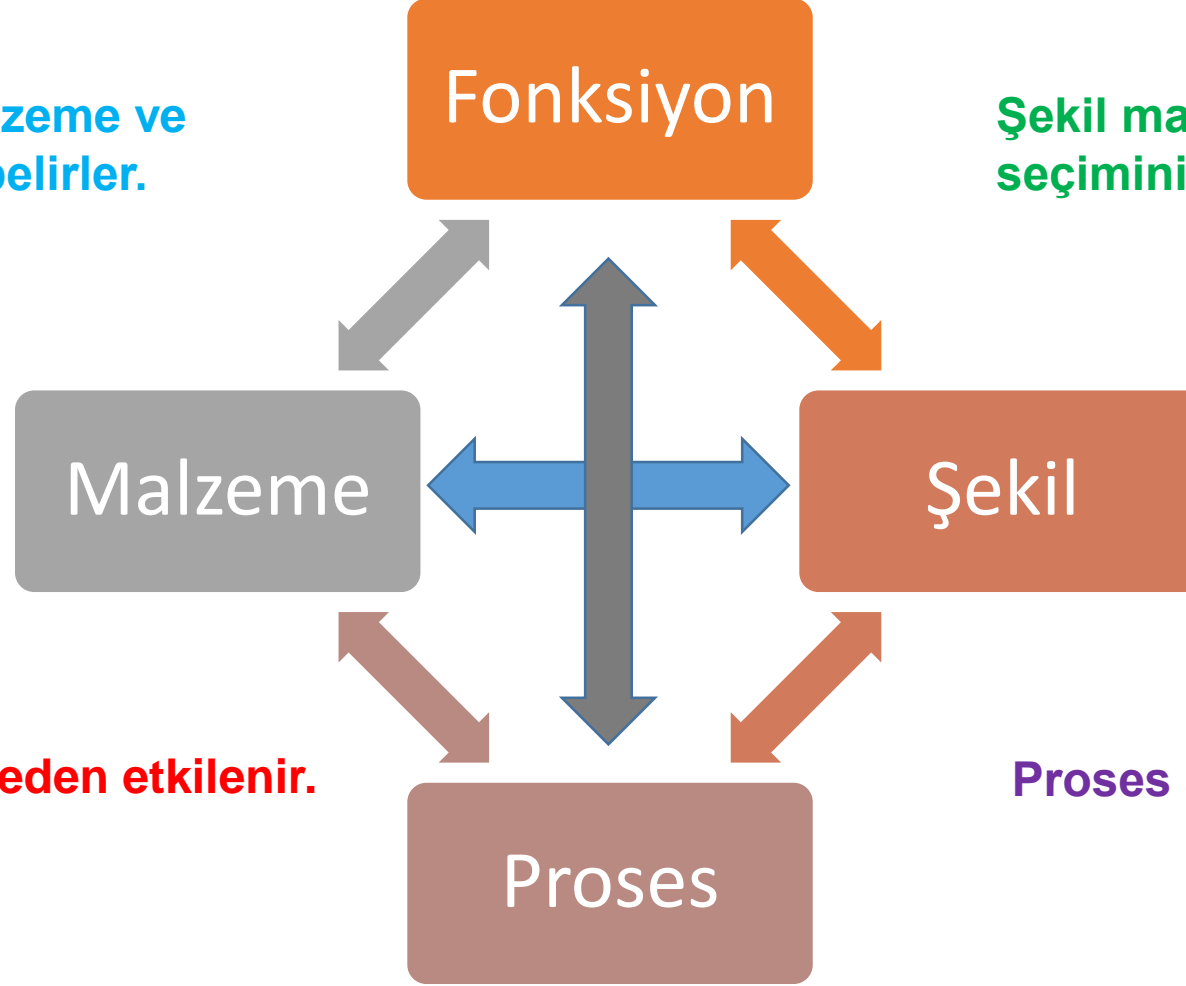 Fonksiyon
zeme ve
belirler.
Şekil ma
seçimini
Malzeme
Şekil
eden etkilenir.
Proses
Proses